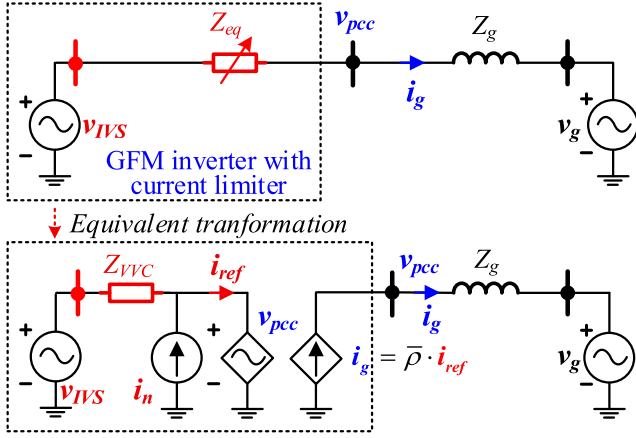 Z_eq
v_pcc
Z_g
i_g
+
+
v_IVS
v_g
−
−
GFM inverter with
current limiter
Equivalent tranformation
Z_VVC
i_ref
v_pcc
Z_g
v_pcc
i_g
+
+
+
i_g = ρ̄ · i_ref
v_g
−
−
−
v_IVS
i_n